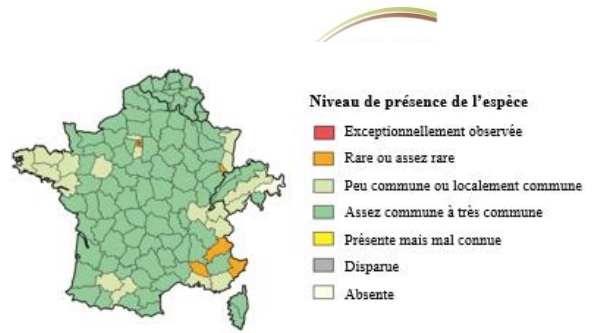 Niveau de présence de l'espèce
Exceptionnellement observée
Rare ou assez rare
Peu commune ou localement commune
Assez commune à très commune
Présente mais mal connue
Disparue
Absente